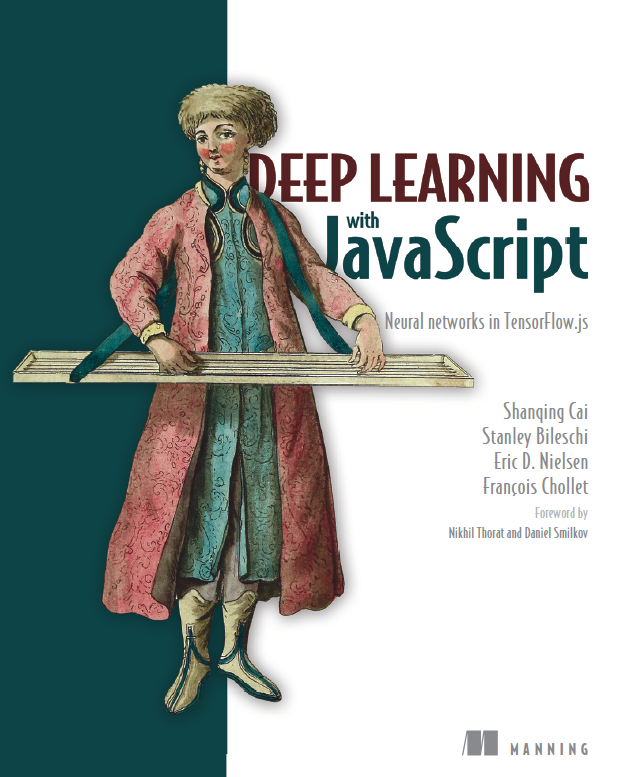 DEEP LEARNING
with
JavaScript
Neural networks in TensorFlow.js
Shanqing Cai
Stanley Bileschi
Eric D. Nielsen
François Chollet
Foreword by
Nikhil Thorat and Daniel Smilkov
MANNING